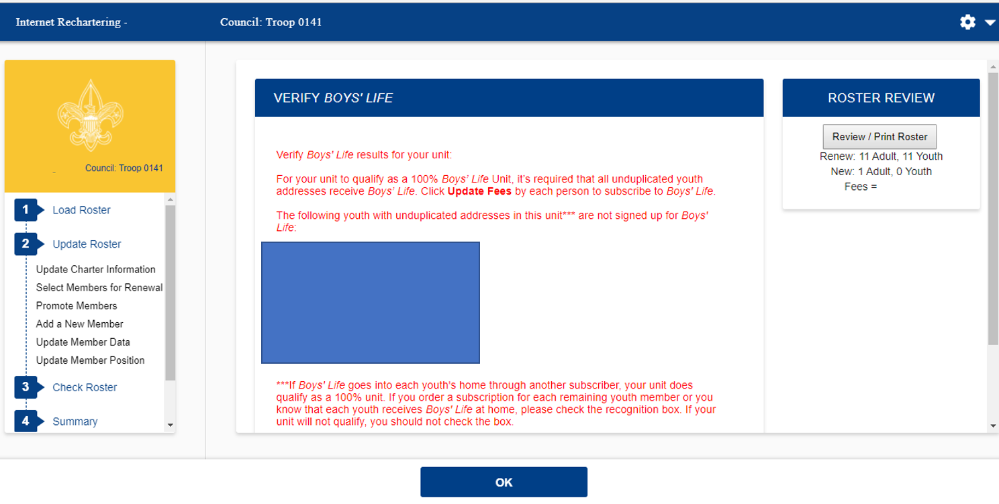 Internet Rechartering -
Council: Troop 0141
Council: Troop 0141
1 Load Roster
2 Update Roster
Update Charter Information
Select Members for Renewal
Promote Members
Add a New Member
Update Member Data
Update Member Position
3 Check Roster
4 Summary
VERIFY BOYS' LIFE
Verify Boys' Life results for your unit:
For your unit to qualify as a 100% Boys' Life Unit, it's required that all unduplicated youth
addresses receive Boys' Life. Click Update Fees by each person to subscribe to Boys' Life.
The following youth with unduplicated addresses in this unit*** are not signed up for Boys'
Life:
***If Boys' Life goes into each youth's home through another subscriber, your unit does
qualify as a 100% unit. If you order a subscription for each remaining youth member or you
know that each youth receives Boys' Life at home, please check the recognition box. If your
unit will not qualify, you should not check the box.
ROSTER REVIEW
Review / Print Roster
Renew: 11 Adult, 11 Youth
New: 1 Adult, 0 Youth
Fees =
OK